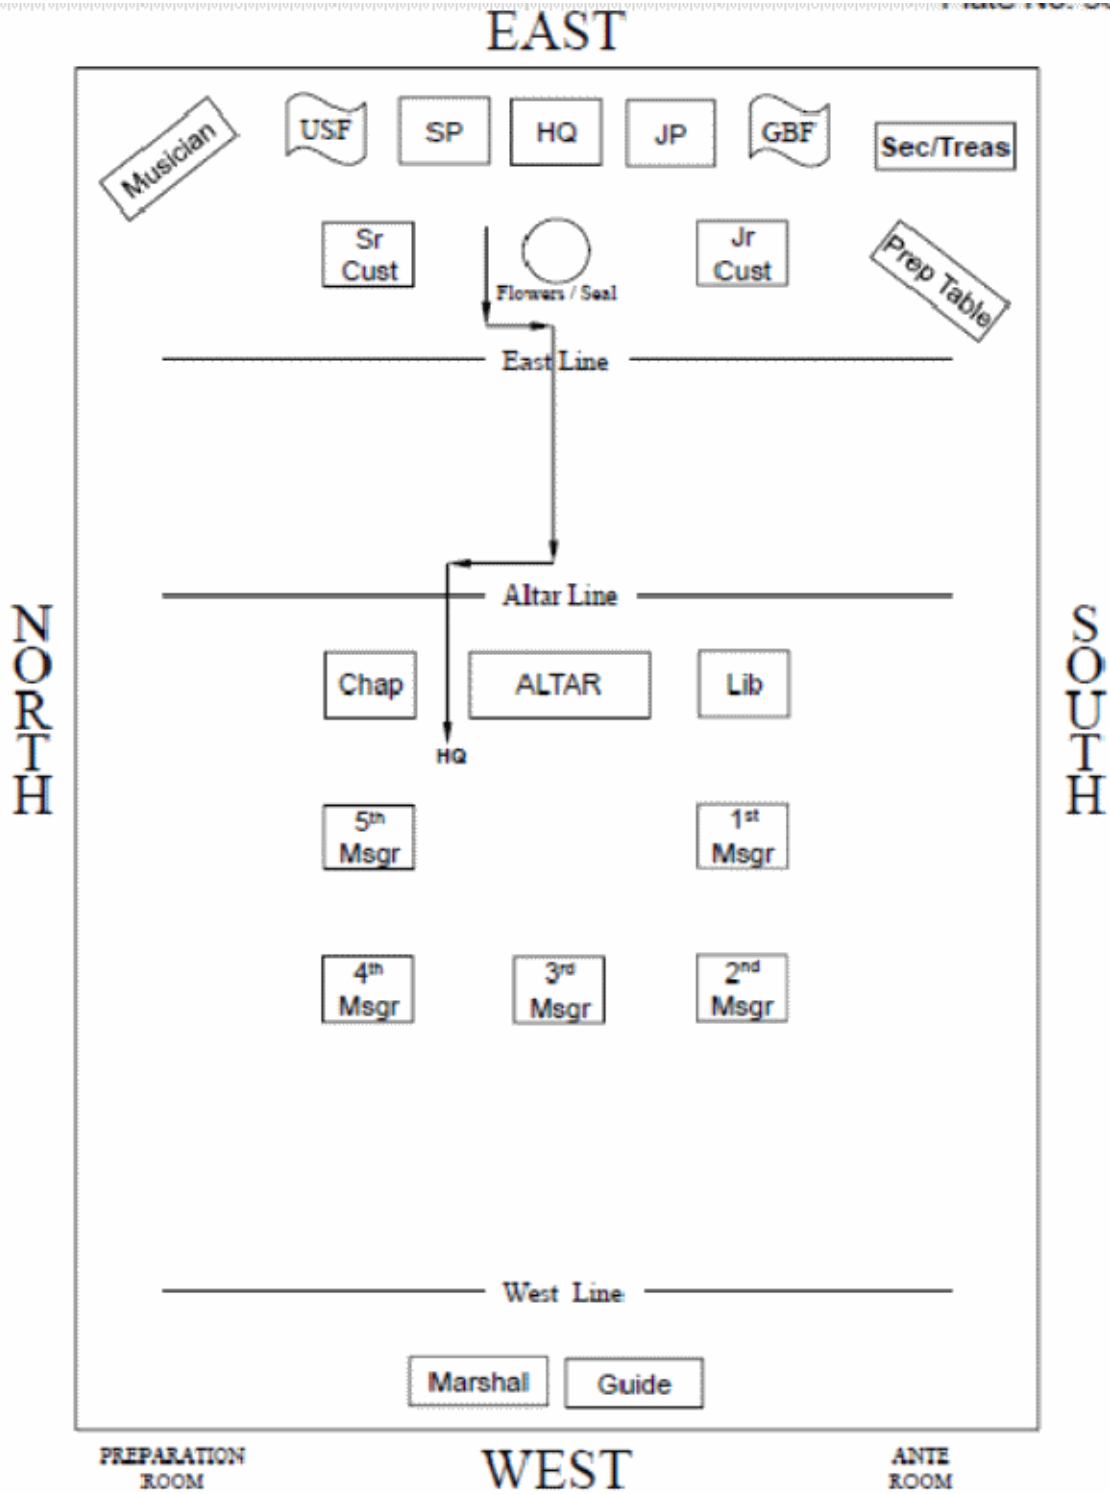 EAST
Musician
USF
SP
HQ
JP
GBF
Sec/Treas
Sr
Cust
Jr
Cust
Prep Table
Flowers / Seal
East Line
Altar Line
NORTH
SOUTH
Chap
ALTAR
Lib
HQ
5th
Msgr
1st
Msgr
4th
Msgr
3rd
Msgr
2nd
Msgr
West Line
Marshal
Guide
PREPARATION
ROOM
WEST
ANTE
ROOM